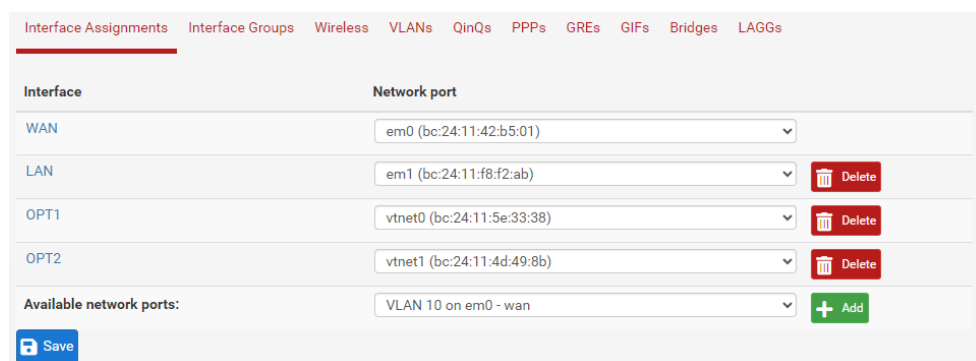 Interface Assignments Interface Groups Wireless VLANs QinQs PPPs GREs GIFs Bridges LAGGs
Interface Network port
WAN em0 (bc:24:11:42:b5:01)
LAN em1 (bc:24:11:f8:f2:ab) Delete
OPT1 vtnet0 (bc:24:11:5e:33:38) Delete
OPT2 vtnet1 (bc:24:11:4d:49:8b) Delete
Available network ports: VLAN 10 on em0 - wan Add
Save